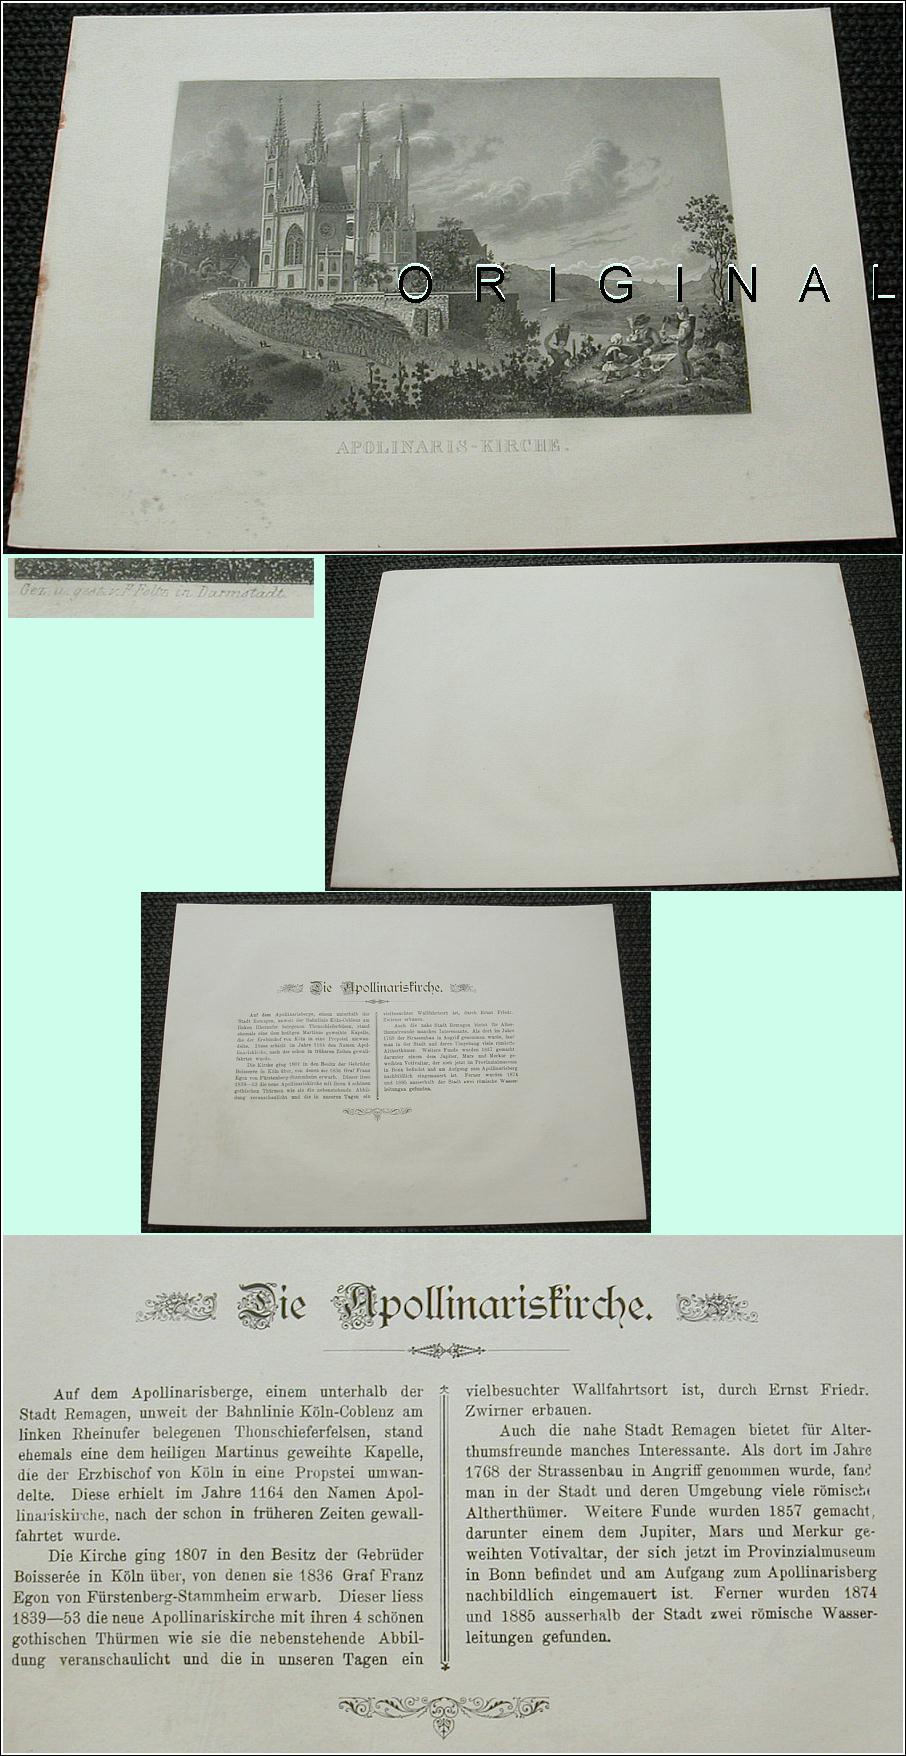 ORIGINAL
APOLINARIS-KIRCHE.
Gez. u. gest. v. F Foltz in Darmstadt.
Die Apollinariskirche.
Auf dem Apollinarisberge, einem unterhalb der
Stadt Remagen, unweit der Bahnlinie Köln-Coblenz am
linken Rheinufer belegenen Thonschieferfelsen, stand
ehemals eine dem heiligen Martinus geweihte Kapelle,
die der Erzbischof von Köln in eine Propstei umwan-
delte. Diese erhielt im Jahre 1164 den Namen Apol-
linariskirche, nach der schon in früheren Zeiten gewall-
fahrtet wurde.
Die Kirche ging 1807 in den Besitz der Gebrüder
Boisserée in Köln über, von denen sie 1836 Graf Franz
Egon von Fürstenberg-Stammheim erwarb. Dieser liess
1839—53 die neue Apollinariskirche mit ihren 4 schönen
gothischen Thürmen wie sie die nebenstehende Abbil-
dung veranschaulicht und die in unseren Tagen ein
vielbesuchter Wallfahrtsort ist, durch Ernst Friedr.
Zwirner erbauen.
Auch die nahe Stadt Remagen bietet für Alter-
thumsfreunde manches Interessante. Als dort im Jahre
1768 der Strassenbau in Angriff genommen wurde, fand
man in der Stadt und deren Umgebung viele römische
Altherthümer. Weitere Funde wurden 1857 gemacht,
darunter einem dem Jupiter, Mars und Merkur ge-
weihten Votivaltar, der sich jetzt im Provinzialmuseum
in Bonn befindet und am Aufgang zum Apollinarisberg
nachbildlich eingemauert ist. Ferner wurden 1874
und 1885 ausserhalb der Stadt zwei römische Wasser-
leitungen gefunden.